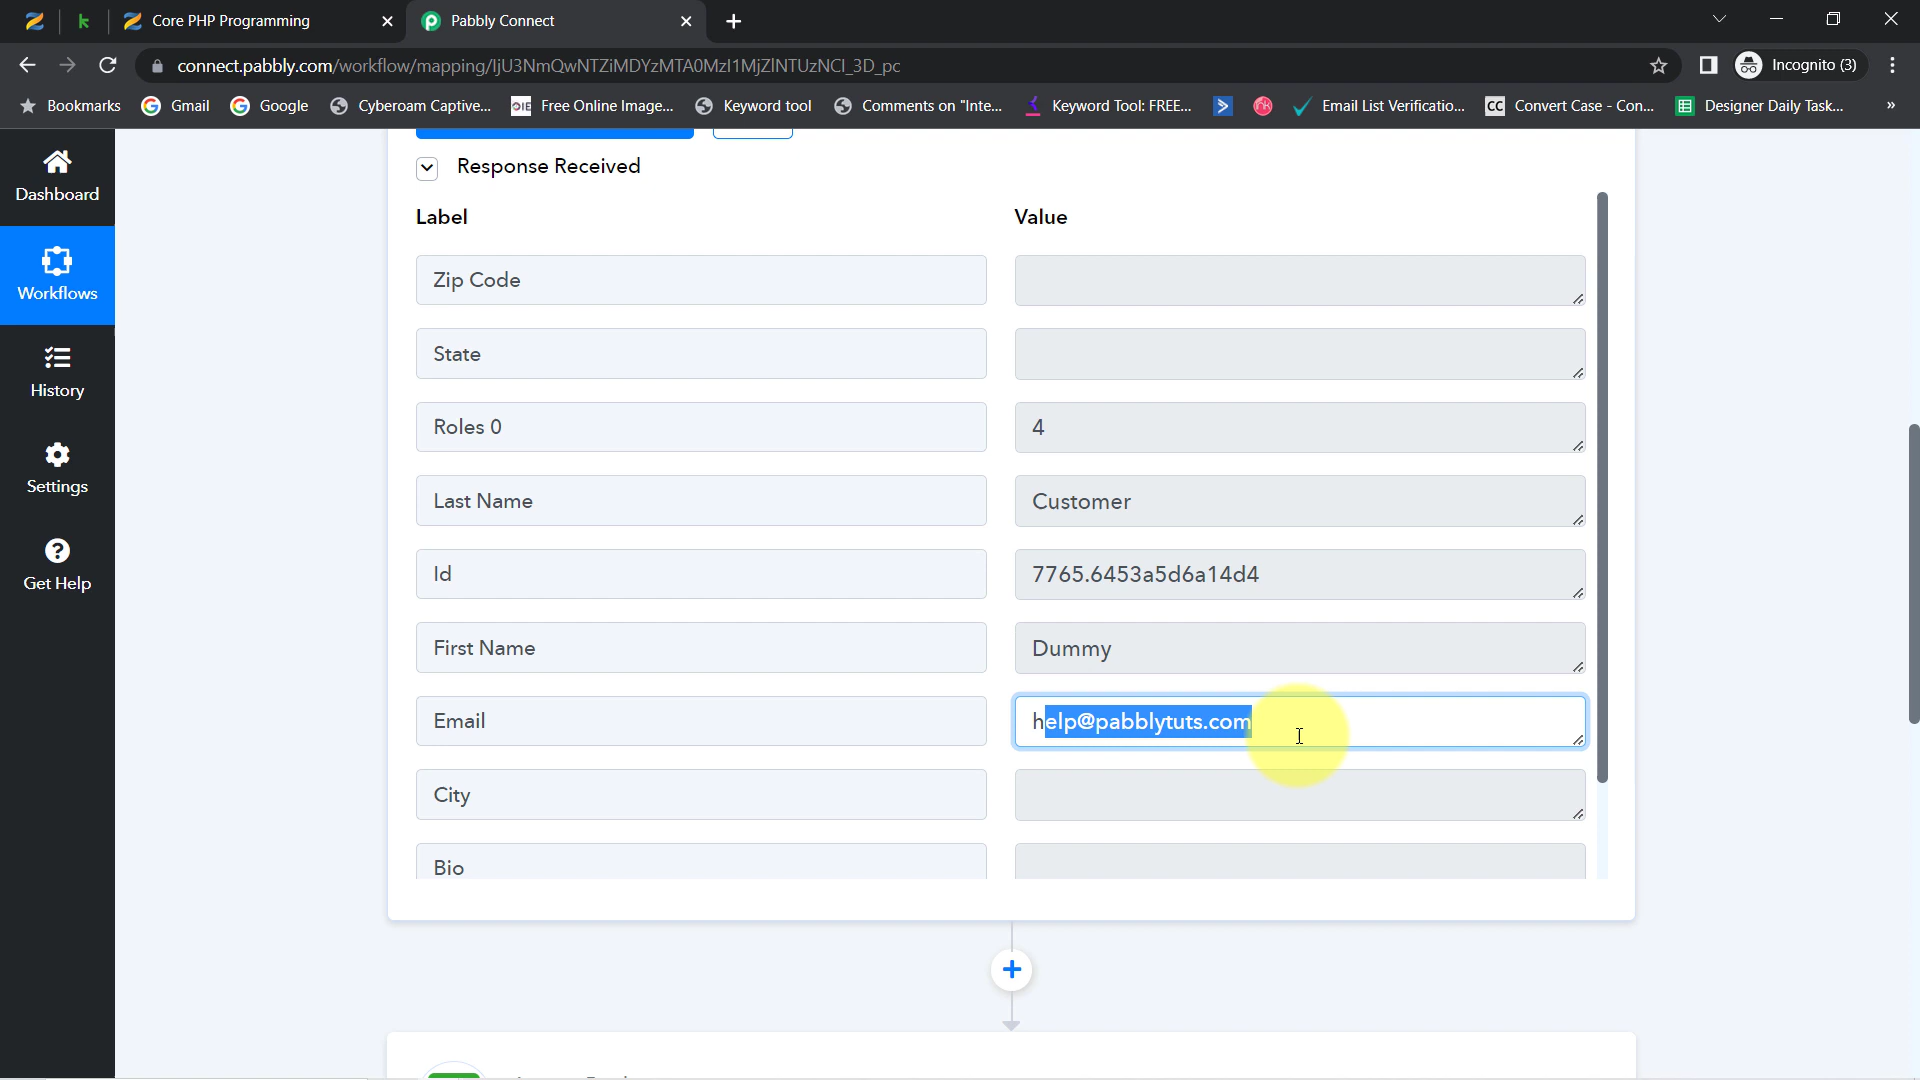 Core PHP Programming
Pabbly Connect
connect.pabbly.com/workflow/mapping/IjU3NmQwNTZiMDYzMTA0MzI1MjZlNTUzNCI_3D_pc
Incognito (3)
Bookmarks
Gmail
Google
Cyberoam Captive...
OIE
Free Online Image...
Keyword tool
Comments on "Inte...
Keyword Tool: FREE...
Email List Verificatio...
CC
Convert Case - Con...
Designer Daily Task...
Dashboard
Workflows
History
Settings
Get Help
Response Received
Label
Value
Zip Code
State
Roles 0
4
Last Name
Customer
Id
7765.6453a5d6a14d4
First Name
Dummy
Email
help@pabblytuts.com
City
Bio